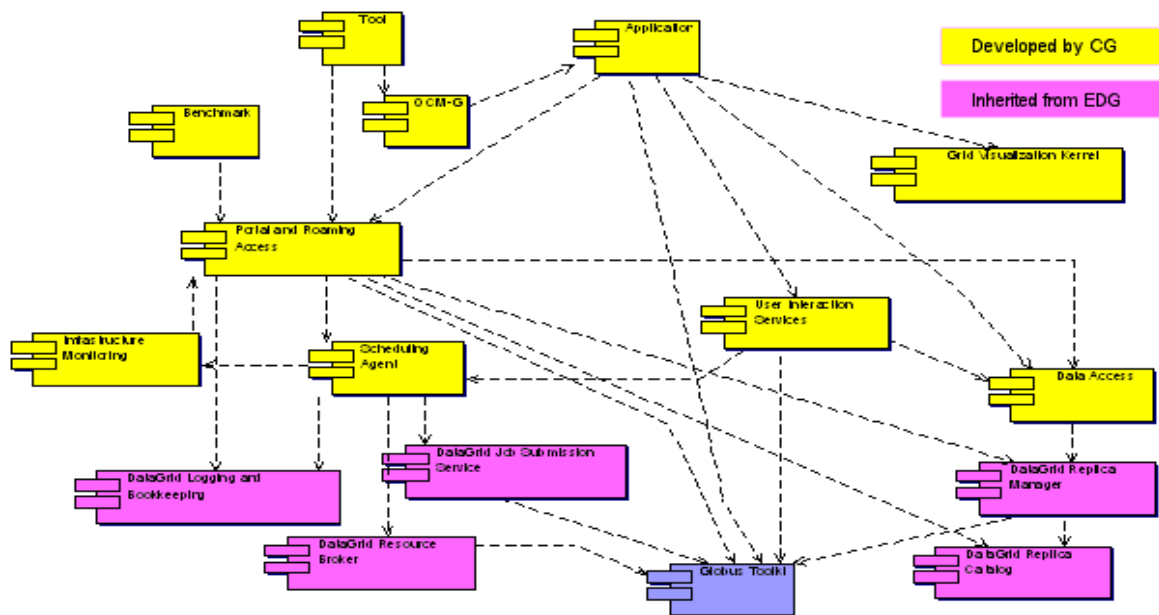 Tool
Application
Developed by CG
OCM-G
Inherited from EDG
Benchmark
Grid Visualization Kernel
Portal and Roaming
Access
User Interaction
Services
Infrastructure
Monitoring
Scheduling
Agent
Data Access
DataGrid Job Submission
Service
DataGrid Logging and
Bookkeeping
DataGrid Replica
Manager
DataGrid Resource
Broker
Globus Toolkit
DataGrid Replica
Catalog